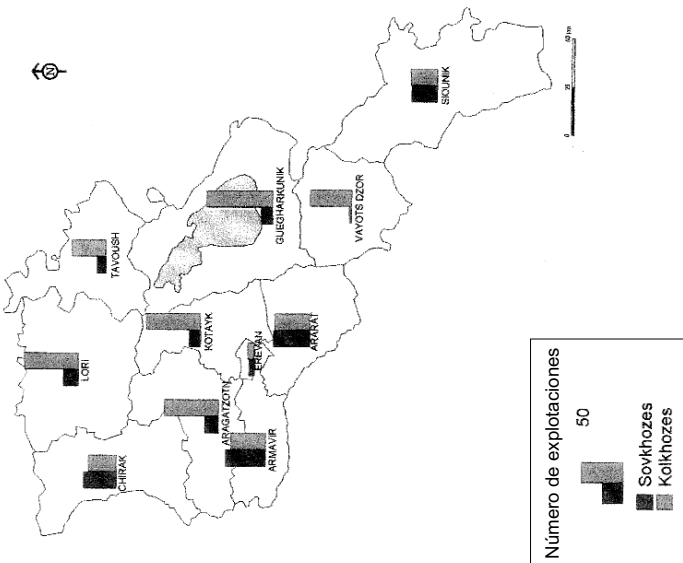 N
TAVOUSH
LORI
CHIRAK
KOTAYK
ARAGATZOTN
GUEGHARKUNIK
EREVAN
ARMAVIR
ARARAT
VAYOTS DZOR
SIOUNIK
0 25 50 km
Número de explotaciones
50
Sovkhozes
Kolkhozes